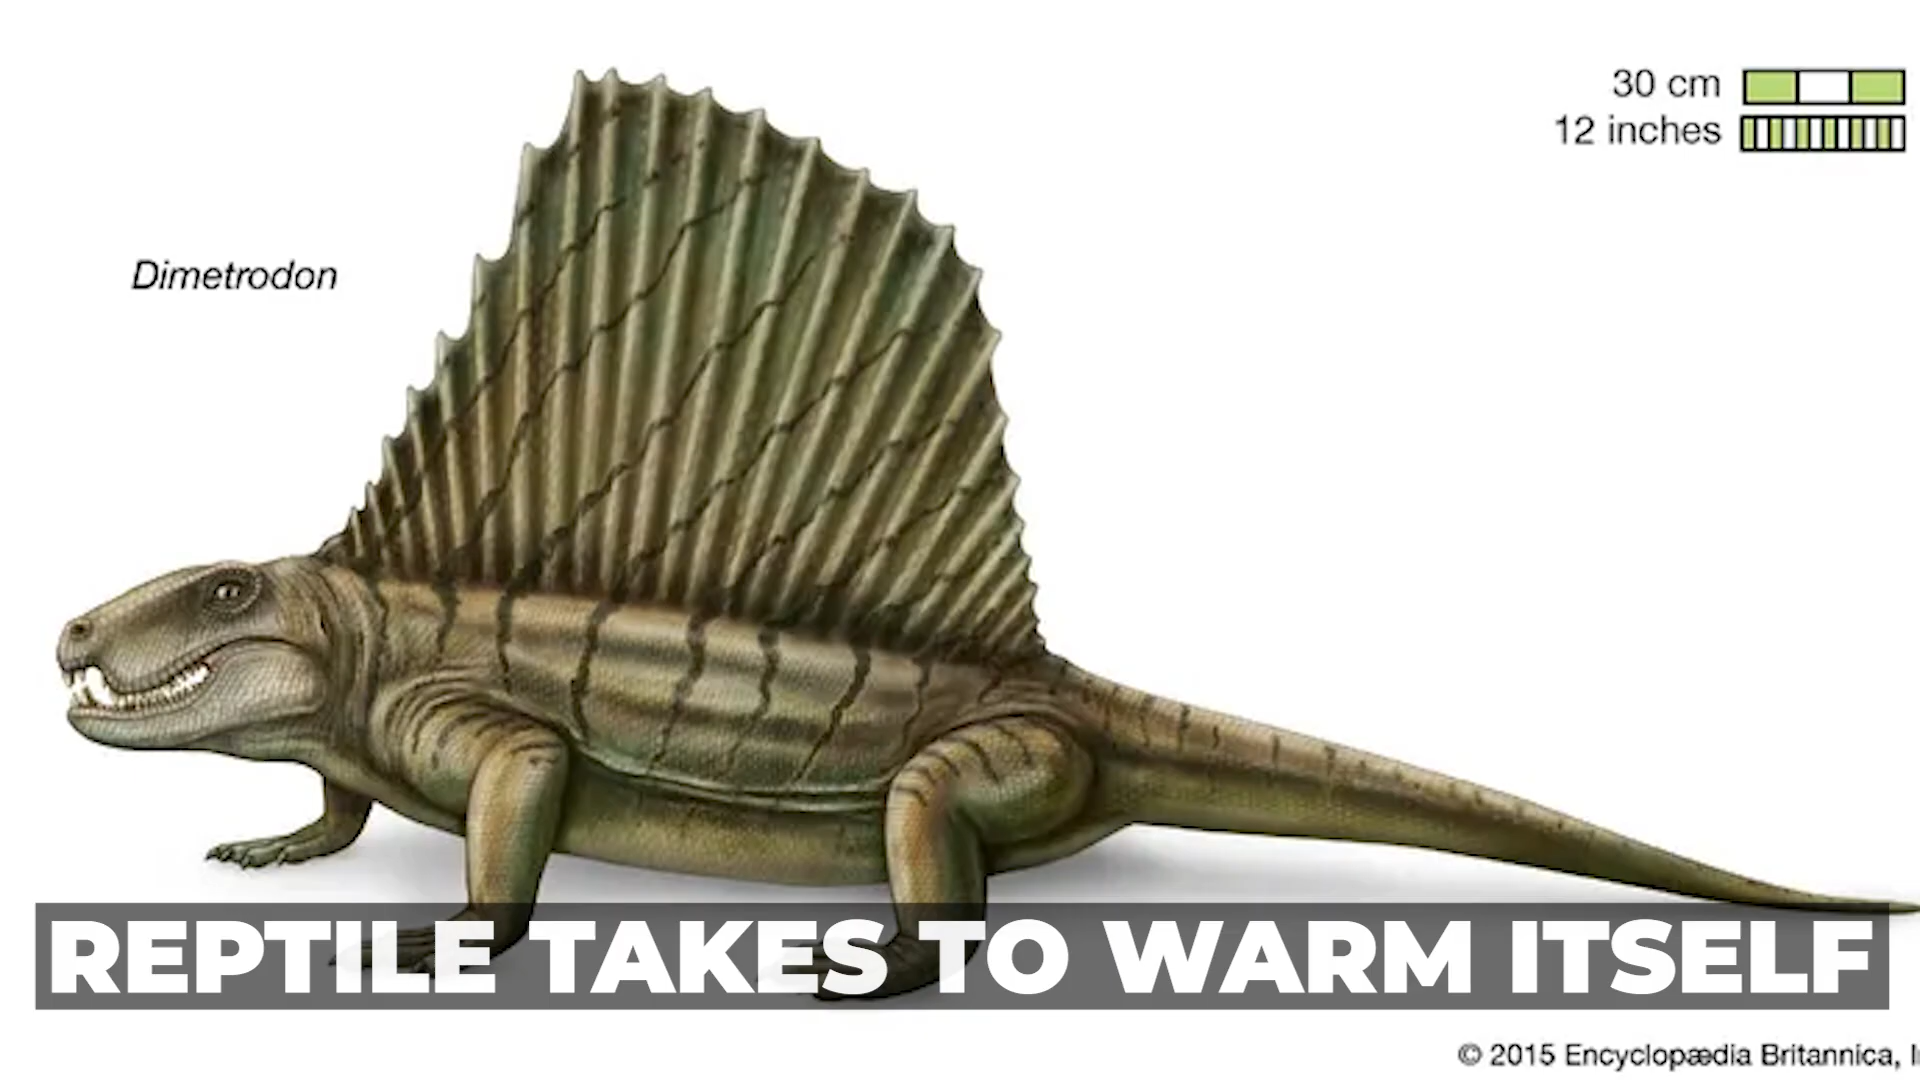 30 cm
12 inches
Dimetrodon
REPTILE TAKES TO WARM ITSELF
© 2015 Encyclopædia Britannica,